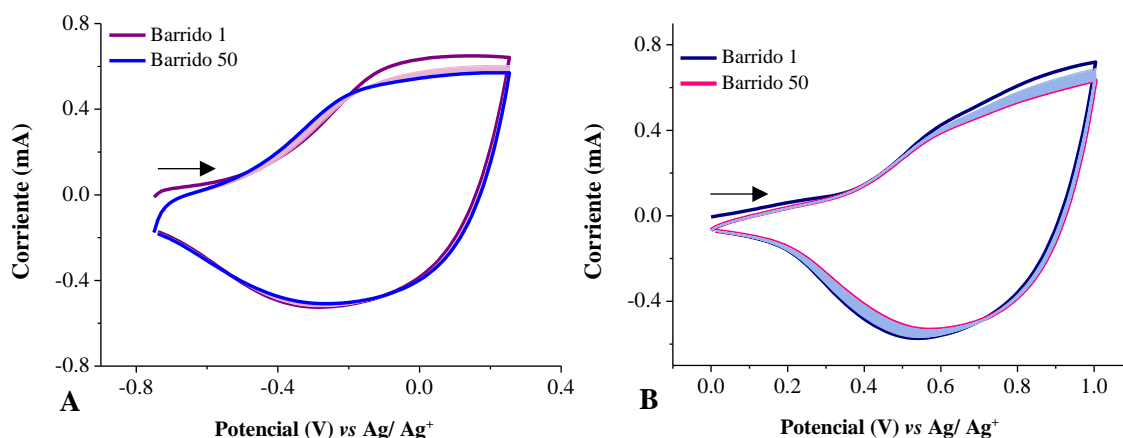 Barrido 1
Barrido 50
0.8
0.4
0.0
-0.4
-0.8
Corriente (mA)
-0.8
-0.4
0.0
0.4
A
Potencial (V) vs Ag/ Ag⁺
Barrido 1
Barrido 50
0.8
0.4
0.0
-0.4
Corriente (mA)
0.0
0.2
0.4
0.6
0.8
1.0
B
Potencial (V) vs Ag/ Ag⁺